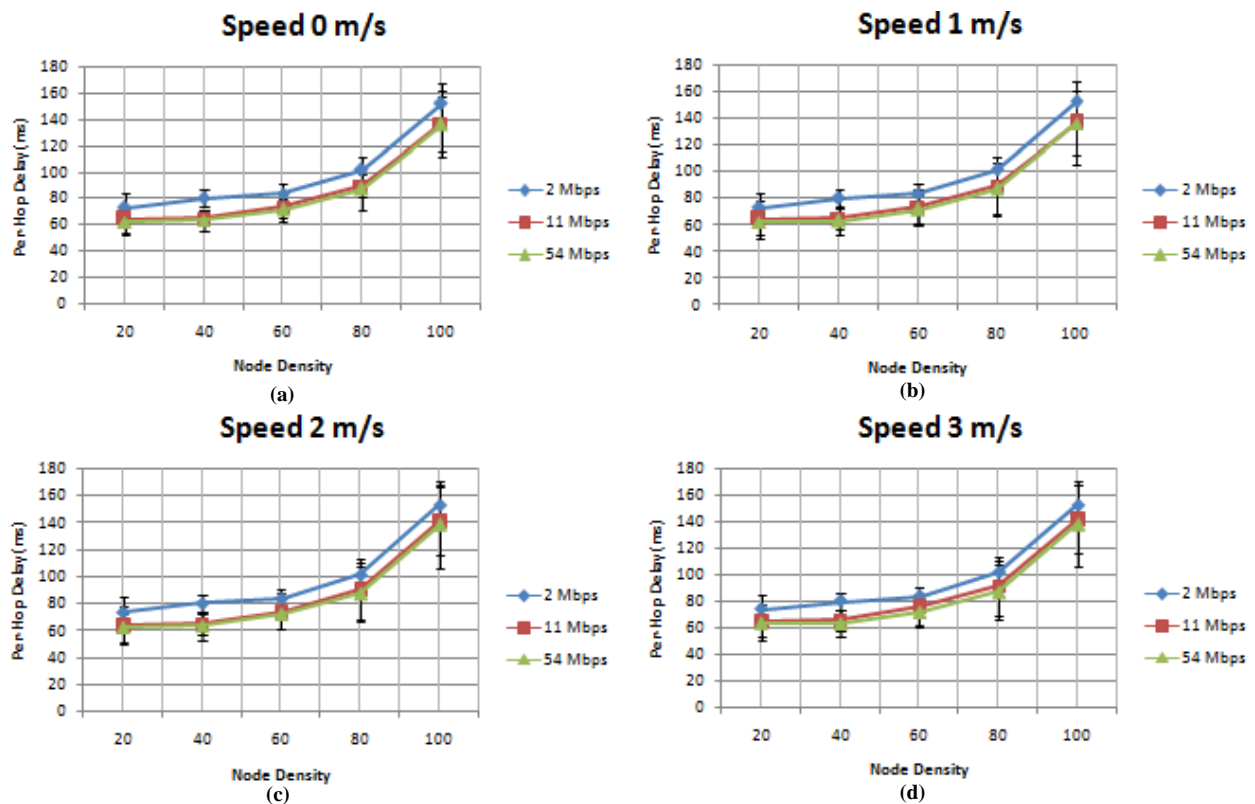 Speed 0 m/s
Per-Hop Delay (ms)
180
160
140
120
100
80
60
40
20
0
20 40 60 80 100
Node Density
2 Mbps
11 Mbps
54 Mbps
(a)
Speed 1 m/s
Per-Hop Delay (ms)
180
160
140
120
100
80
60
40
20
0
20 40 60 80 100
Node Density
2 Mbps
11 Mbps
54 Mbps
(b)
Speed 2 m/s
Per-Hop Delay (ms)
180
160
140
120
100
80
60
40
20
0
20 40 60 80 100
Node Density
2 Mbps
11 Mbps
54 Mbps
(c)
Speed 3 m/s
Per-Hop Delay (ms)
180
160
140
120
100
80
60
40
20
0
20 40 60 80 100
Node Density
2 Mbps
11 Mbps
54 Mbps
(d)